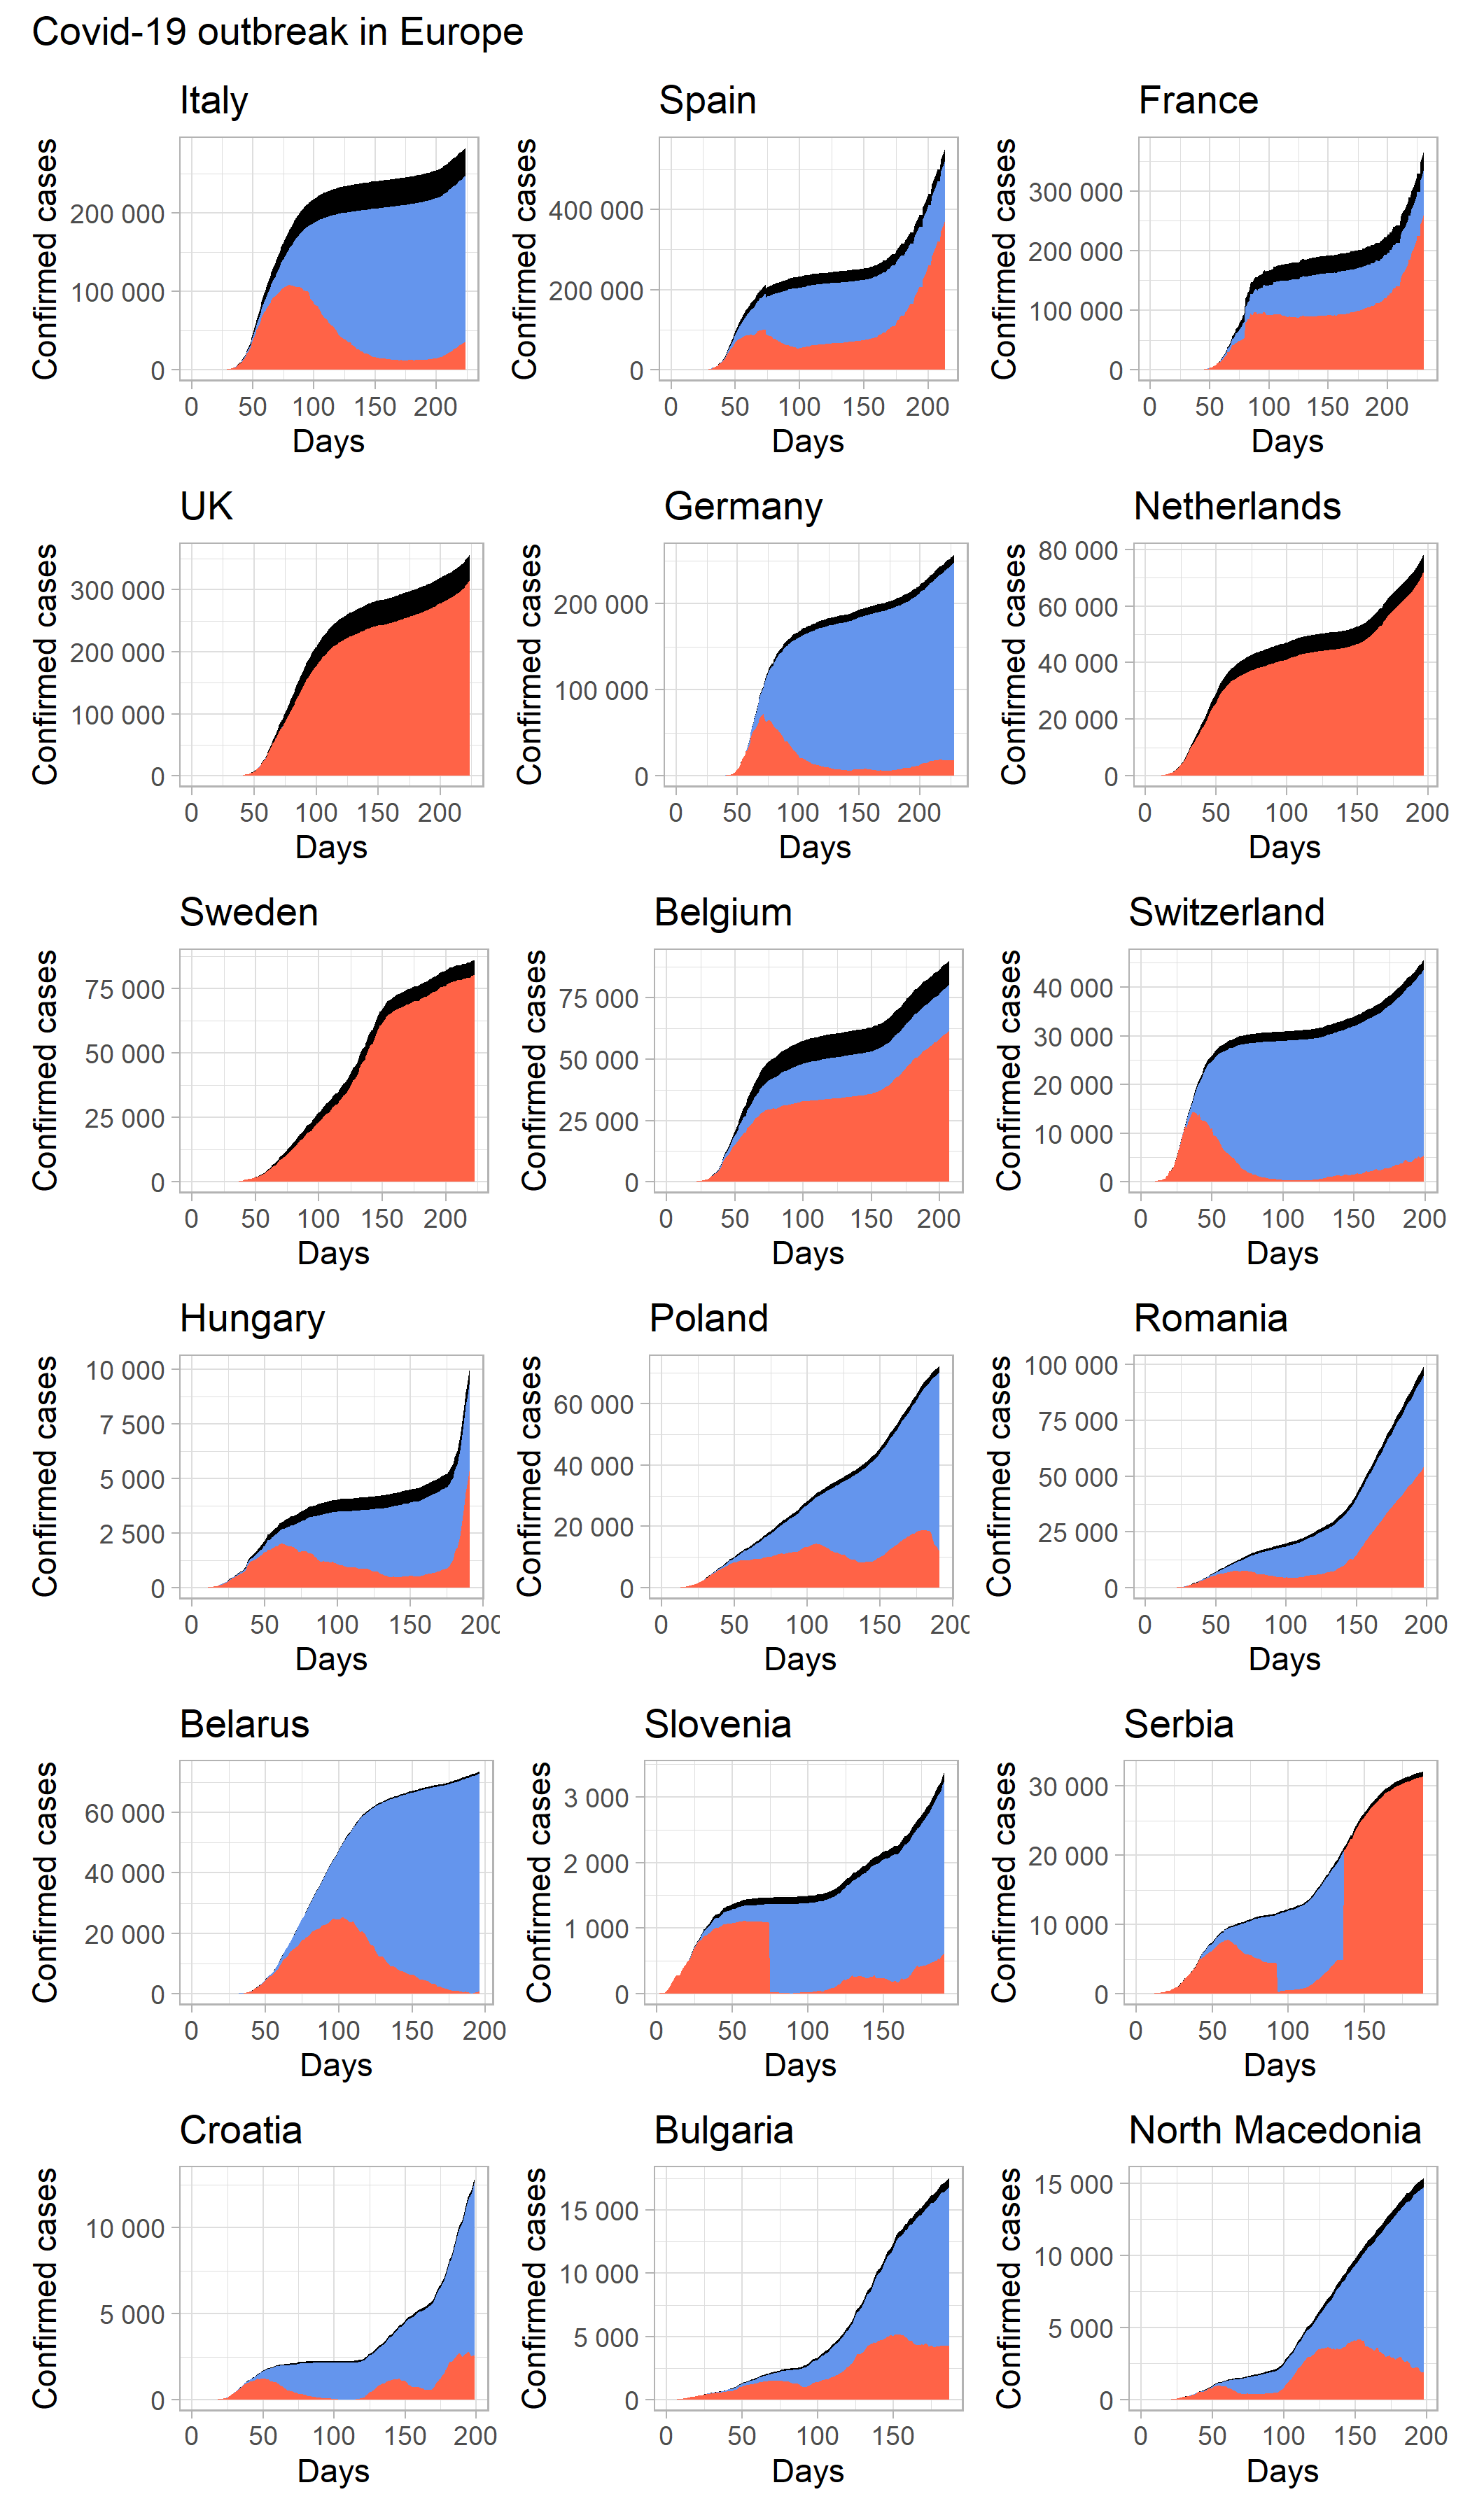 Covid-19 outbreak in Europe
Italy
Confirmed cases
200 000
100 000
0
0 50 100 150 200
Days
Spain
Confirmed cases
400 000
200 000
0
0 50 100 150 200
Days
France
Confirmed cases
300 000
200 000
100 000
0
0 50 100 150 200
Days
UK
Confirmed cases
300 000
200 000
100 000
0
0 50 100 150 200
Days
Germany
Confirmed cases
200 000
100 000
0
0 50 100 150 200
Days
Netherlands
Confirmed cases
80 000
60 000
40 000
20 000
0
0 50 100 150 200
Days
Sweden
Confirmed cases
75 000
50 000
25 000
0
0 50 100 150 200
Days
Belgium
Confirmed cases
75 000
50 000
25 000
0
0 50 100 150 200
Days
Switzerland
Confirmed cases
40 000
30 000
20 000
10 000
0
0 50 100 150 200
Days
Hungary
Confirmed cases
10 000
7 500
5 000
2 500
0
0 50 100 150 200
Days
Poland
Confirmed cases
60 000
40 000
20 000
0
0 50 100 150 200
Days
Romania
Confirmed cases
100 000
75 000
50 000
25 000
0
0 50 100 150 200
Days
Belarus
Confirmed cases
60 000
40 000
20 000
0
0 50 100 150 200
Days
Slovenia
Confirmed cases
3 000
2 000
1 000
0
0 50 100 150
Days
Serbia
Confirmed cases
30 000
20 000
10 000
0
0 50 100 150
Days
Croatia
Confirmed cases
10 000
5 000
0
0 50 100 150 200
Days
Bulgaria
Confirmed cases
15 000
10 000
5 000
0
0 50 100 150
Days
North Macedonia
Confirmed cases
15 000
10 000
5 000
0
0 50 100 150 200
Days